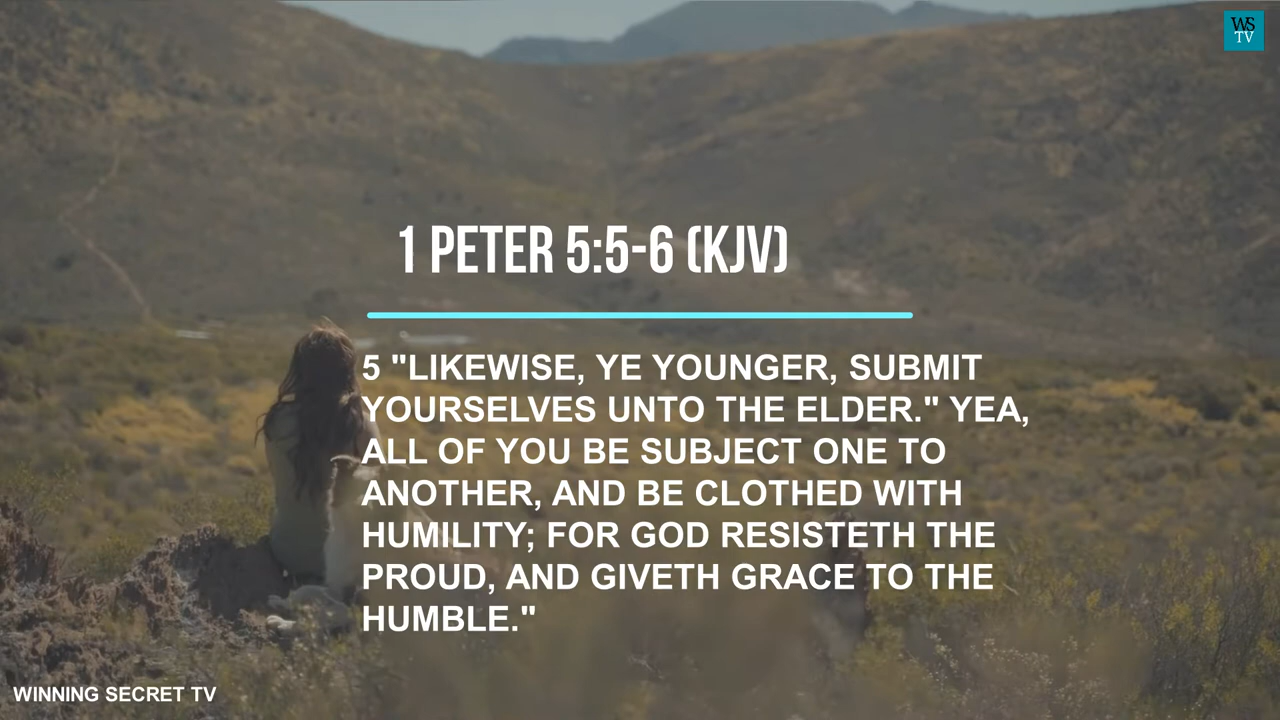 WS
TV
1 PETER 5:5-6 (KJV)
5 "LIKEWISE, YE YOUNGER, SUBMIT
YOURSELVES UNTO THE ELDER." YEA,
ALL OF YOU BE SUBJECT ONE TO
ANOTHER, AND BE CLOTHED WITH
HUMILITY; FOR GOD RESISTETH THE
PROUD, AND GIVETH GRACE TO THE
HUMBLE."
WINNING SECRET TV